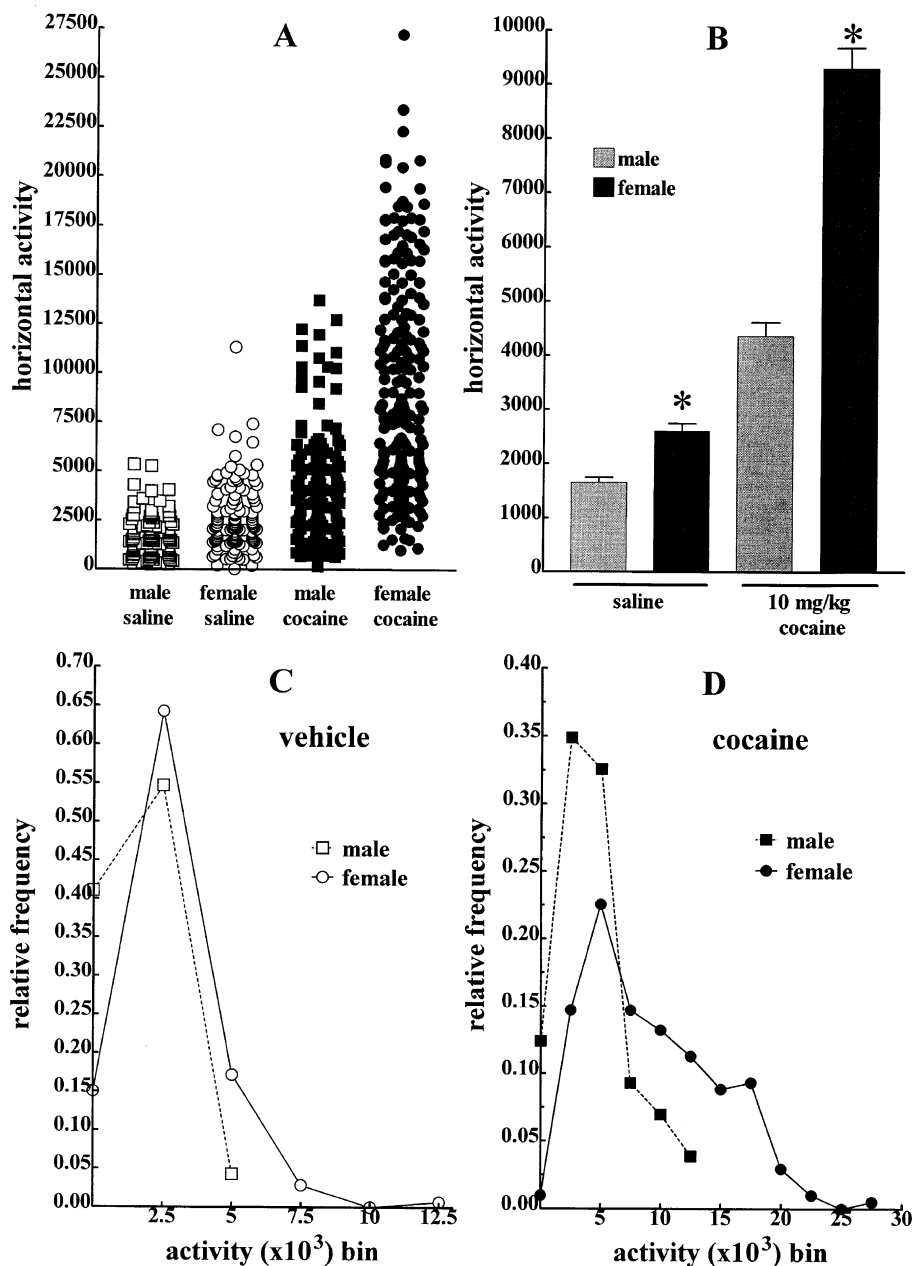 A
horizontal activity
27500
25000
22500
20000
17500
15000
12500
10000
7500
5000
2500
0
male
saline
female
saline
male
cocaine
female
cocaine
B
horizontal activity
10000
9000
8000
7000
6000
5000
4000
3000
2000
1000
0
male
female
*
*
saline
10 mg/kg
cocaine
C
vehicle
relative frequency
0.70
0.65
0.60
0.55
0.50
0.45
0.40
0.35
0.30
0.25
0.20
0.15
0.10
0.05
0.00
male
female
2.5
5
7.5
10
12.5
activity (x10³) bin
D
cocaine
relative frequency
0.40
0.35
0.30
0.25
0.20
0.15
0.10
0.05
0.00
male
female
5
10
15
20
25
30
activity (x10³) bin